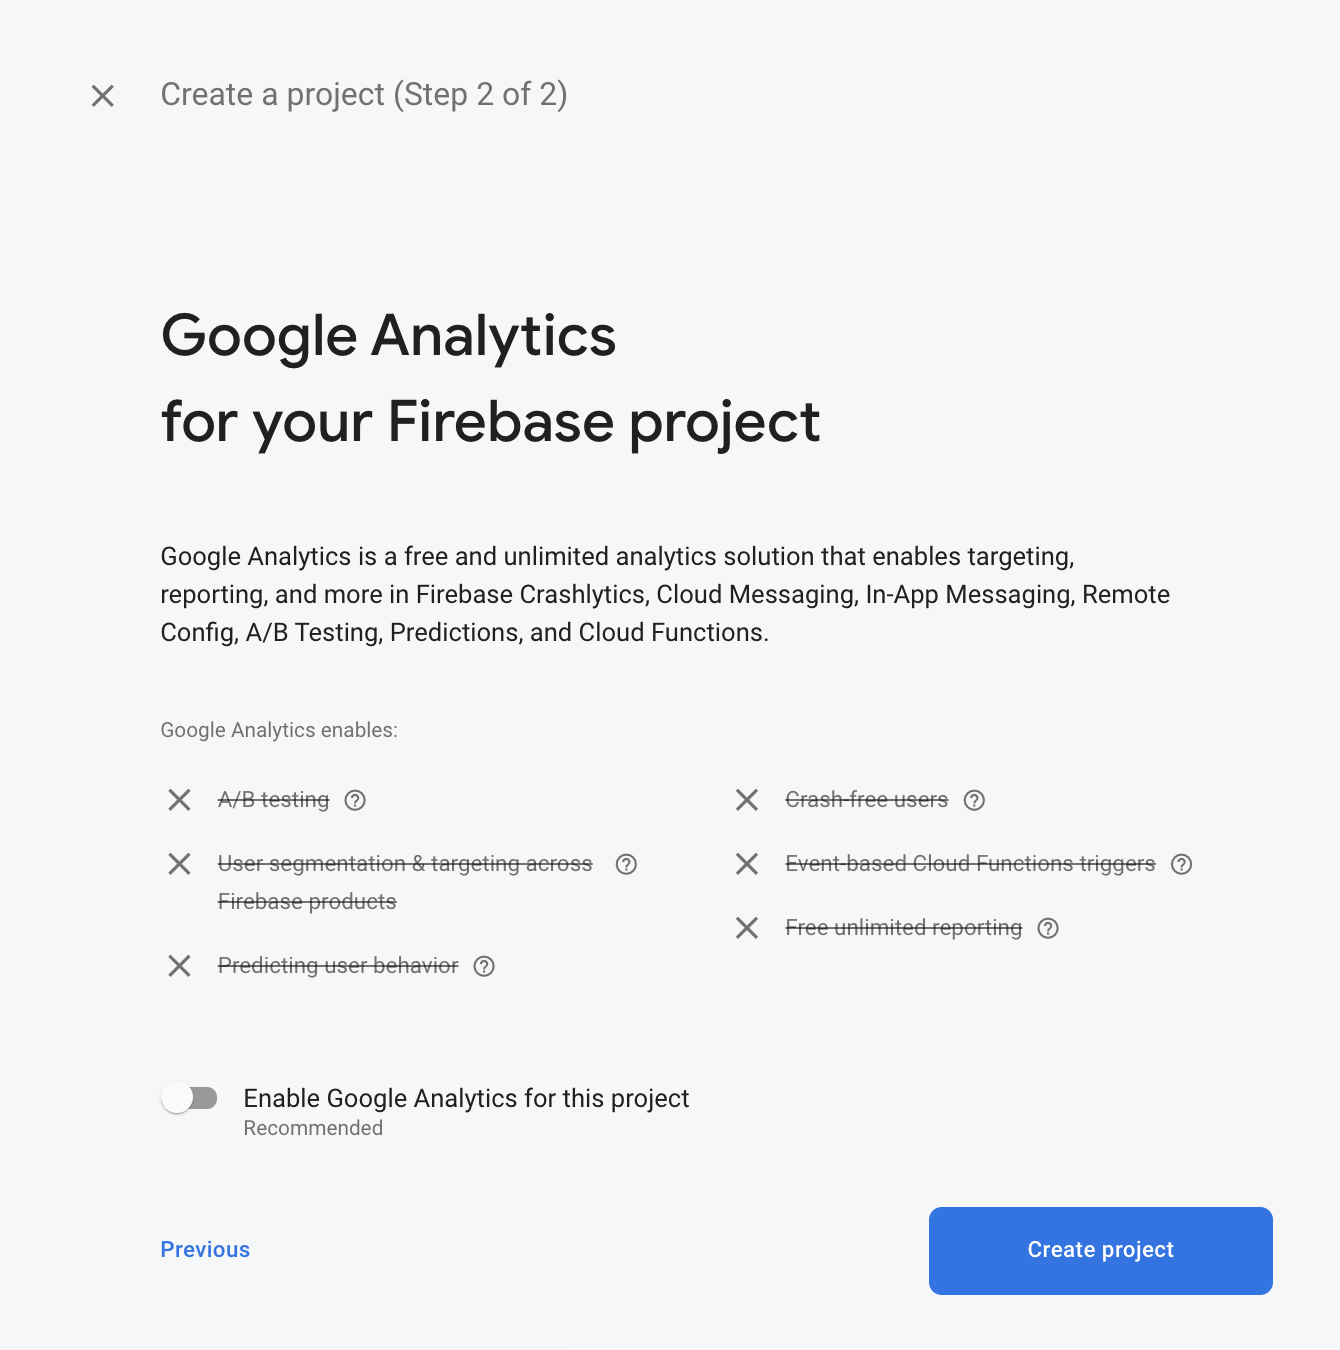 Create a project (Step 2 of 2)
Google Analytics
for your Firebase project
Google Analytics is a free and unlimited analytics solution that enables targeting,
reporting, and more in Firebase Crashlytics, Cloud Messaging, In-App Messaging, Remote
Config, A/B Testing, Predictions, and Cloud Functions.
Google Analytics enables:
A/B testing
User segmentation & targeting across
Firebase products
Predicting user behavior
Crash-free users
Event-based Cloud Functions triggers
Free unlimited reporting
Enable Google Analytics for this project
Recommended
Previous
Create project